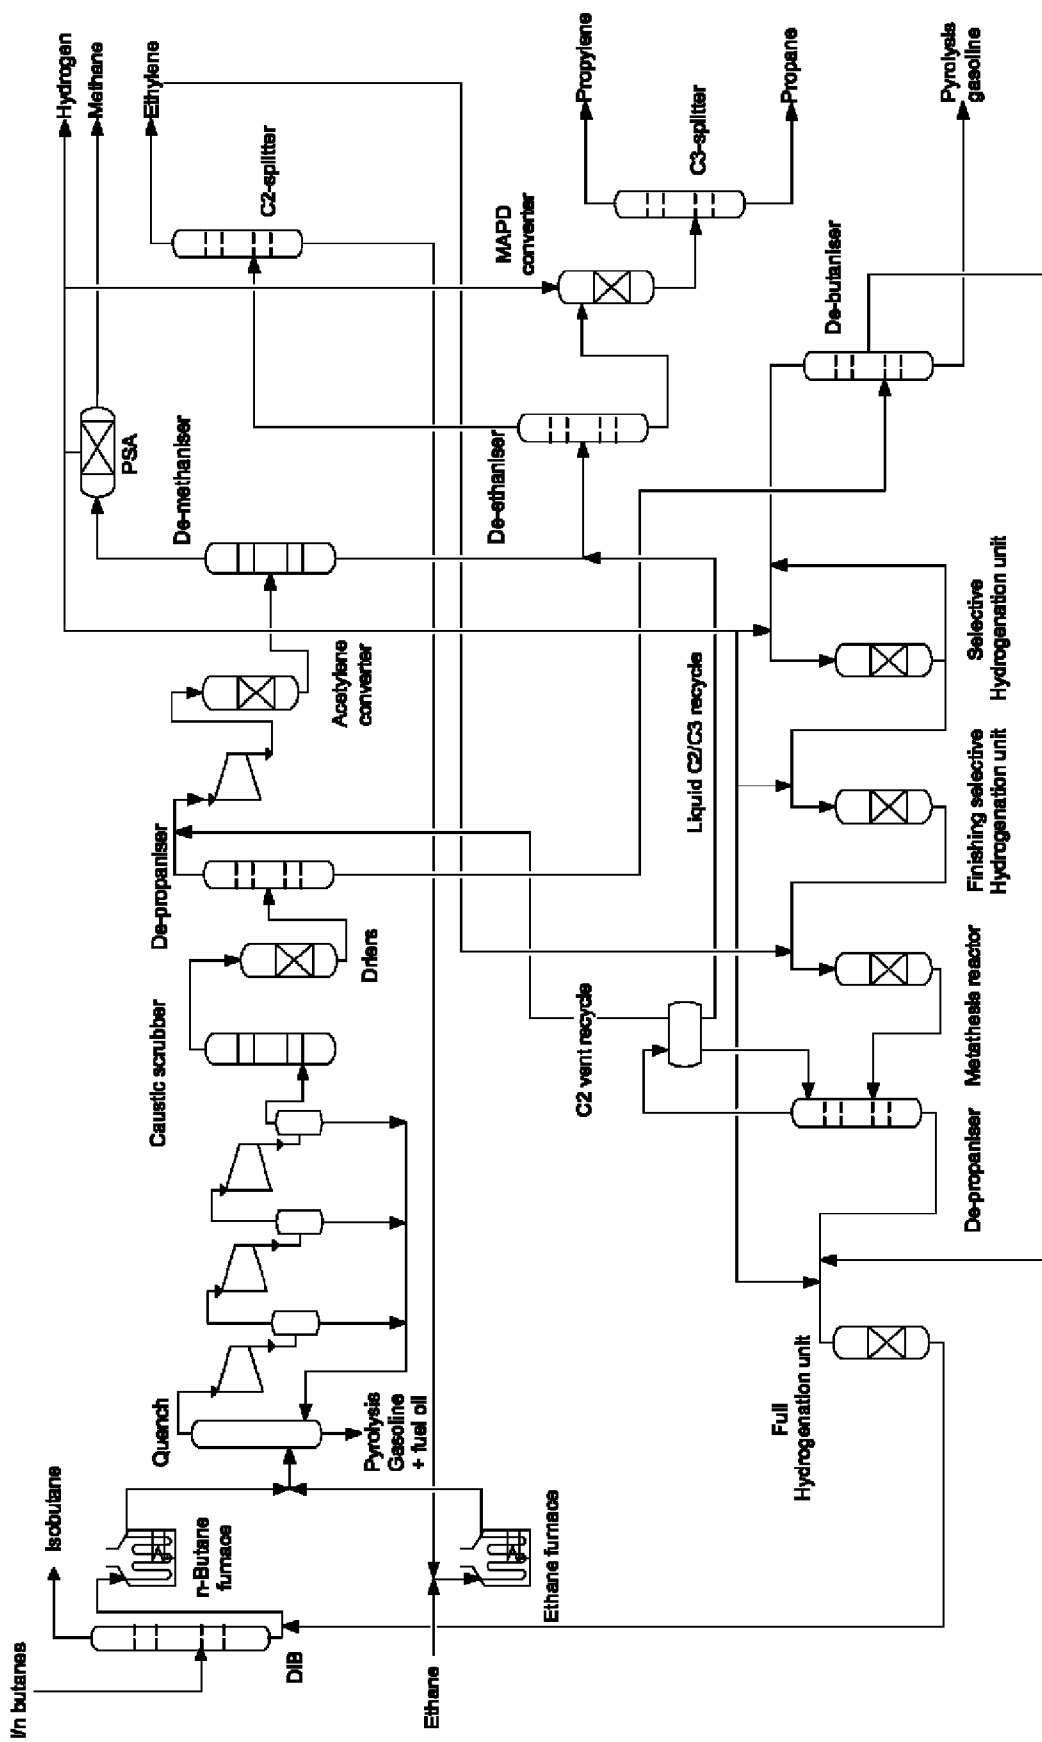 I/n butanes
Isobutane
DIB
n-Butane
furnace
Ethane
Ethane furnace
Quench
Pyrolysis
Gasoline
+ fuel oil
Caustic scrubber
Driers
De-propaniser
Acetylene
converter
De-methaniser
PSA
Hydrogen
Methane
Ethylene
C2-splitter
De-ethaniser
MAPD
converter
Propylene
C3-splitter
Propane
C2 vent recycle
Liquid C2/C3 recycle
De-butaniser
Pyrolysis
gasoline
Full
Hydrogenation unit
De-propaniser
Metathesis reactor
Finishing selective
Hydrogenation unit
Selective
Hydrogenation unit